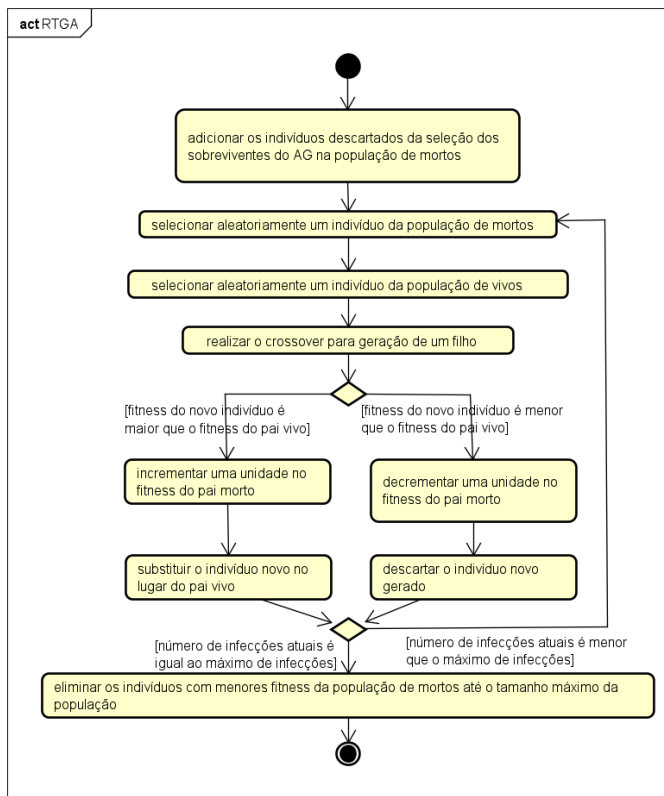 act RTGA
adicionar os indivíduos descartados da seleção dos
sobreviventes do AG na população de mortos
selecionar aleatoriamente um indivíduo da população de mortos
selecionar aleatoriamente um indivíduo da população de vivos
realizar o crossover para geração de um filho
[fitness do novo indivíduo é
maior que o fitness do pai vivo]
[fitness do novo indivíduo é menor
que o fitness do pai vivo]
incrementar uma unidade no
fitness do pai morto
decrementar uma unidade no
fitness do pai morto
substituir o indivíduo novo no
lugar do pai vivo
descartar o indivíduo novo
gerado
[número de infecções atuais é
igual ao máximo de infecções]
[número de infecções atuais é menor
que o máximo de infecções]
eliminar os indivíduos com menores fitness da população de mortos até o tamanho máximo da
população